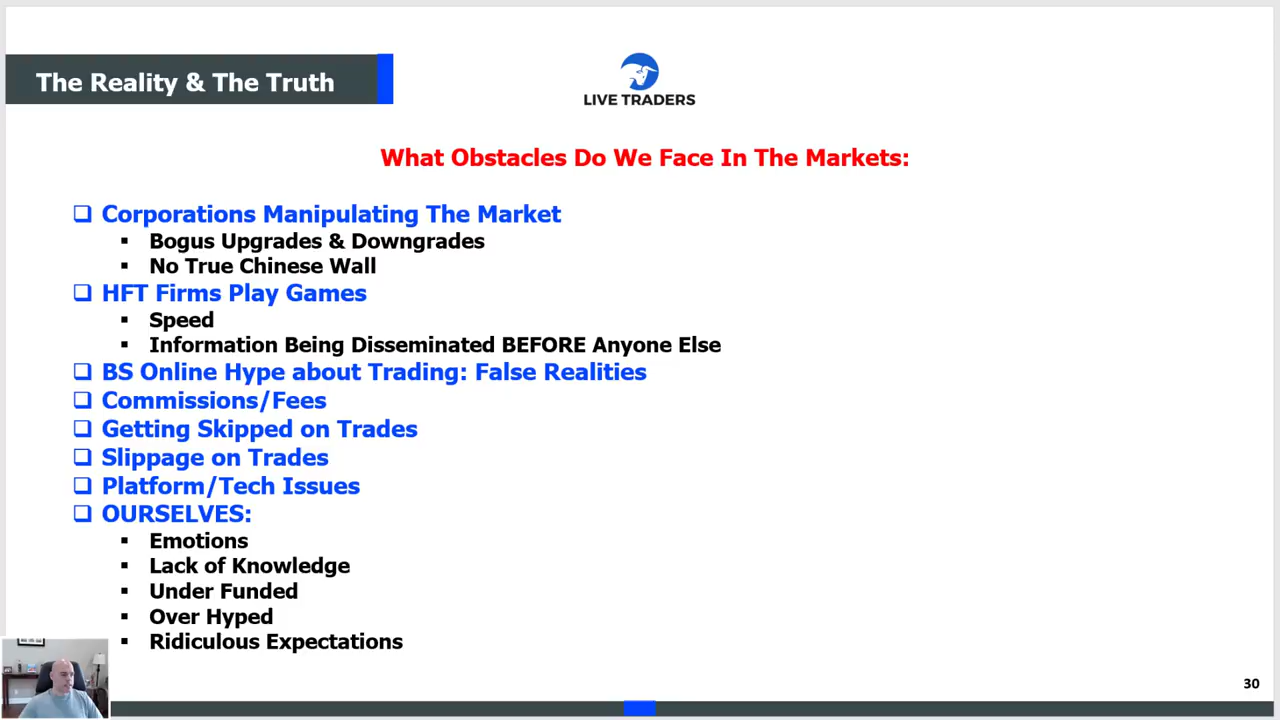 The Reality & The Truth
LIVE TRADERS
What Obstacles Do We Face In The Markets:
❑ Corporations Manipulating The Market
▪ Bogus Upgrades & Downgrades
▪ No True Chinese Wall
❑ HFT Firms Play Games
▪ Speed
▪ Information Being Disseminated BEFORE Anyone Else
❑ BS Online Hype about Trading: False Realities
❑ Commissions/Fees
❑ Getting Skipped on Trades
❑ Slippage on Trades
❑ Platform/Tech Issues
❑ OURSELVES:
▪ Emotions
▪ Lack of Knowledge
▪ Under Funded
▪ Over Hyped
▪ Ridiculous Expectations
30